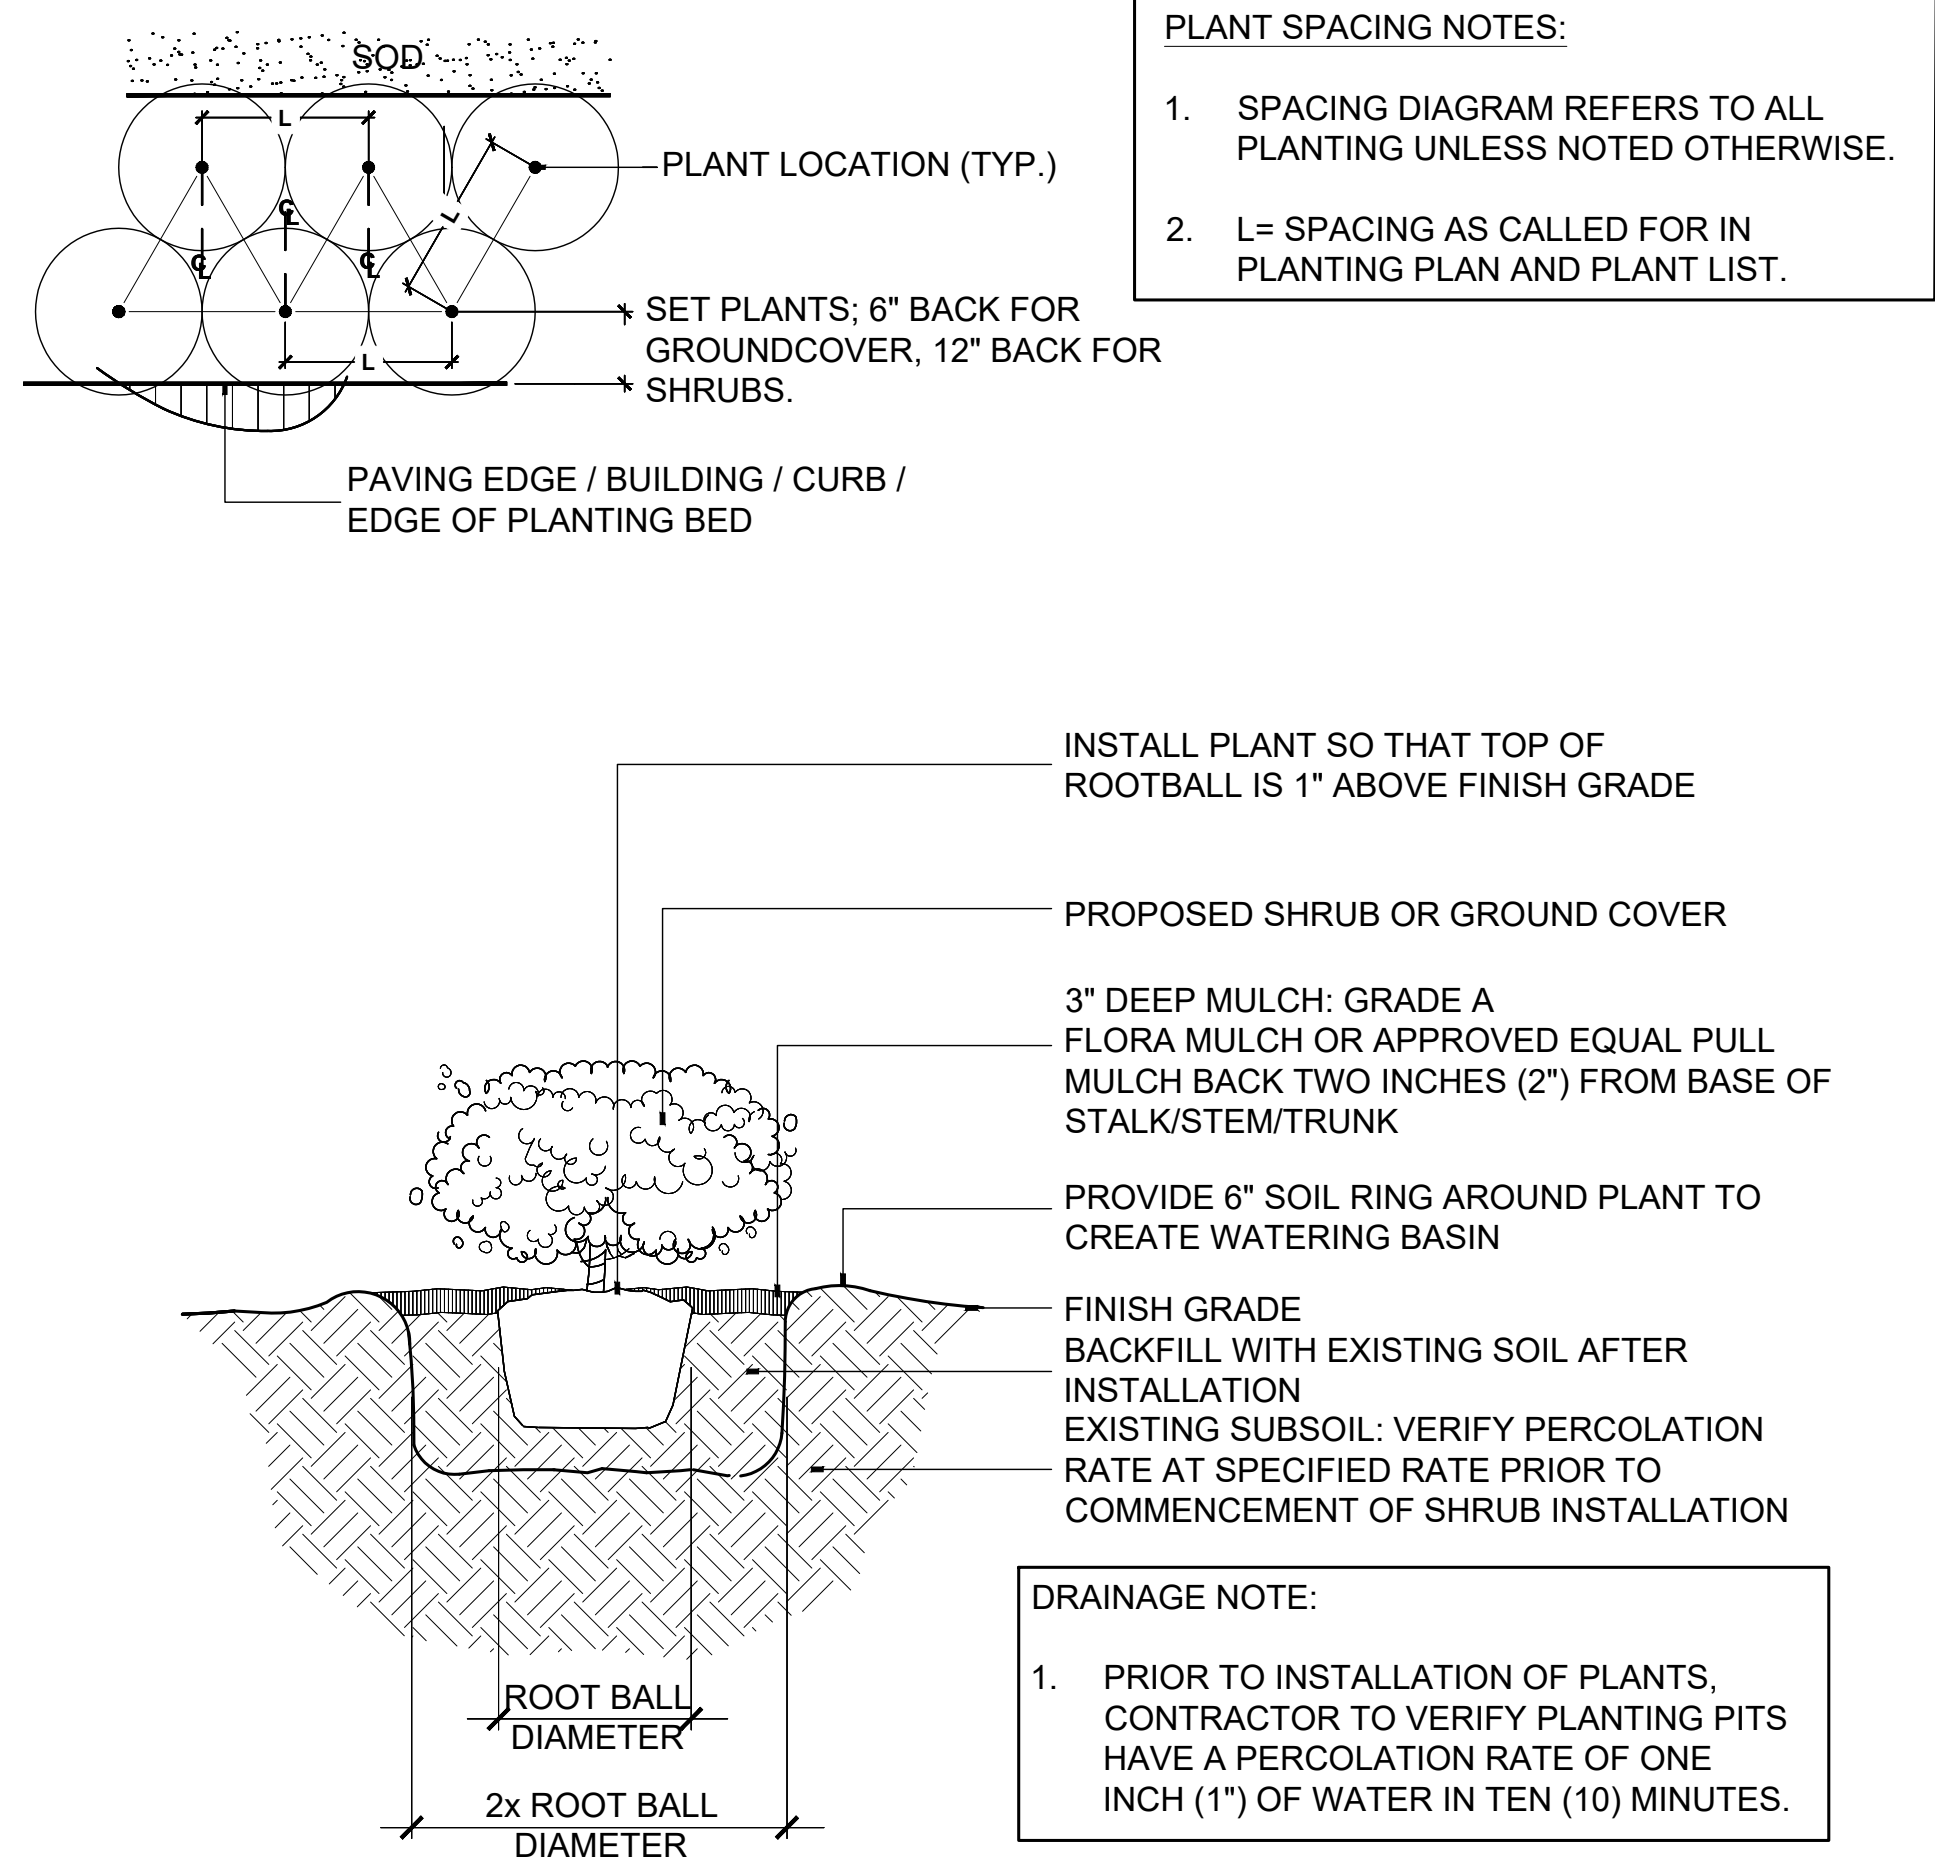 SOD
L
PLANT LOCATION (TYP.)
L
CL
CL
CL
L
SET PLANTS; 6" BACK FOR
GROUNDCOVER, 12" BACK FOR
SHRUBS.
PAVING EDGE / BUILDING / CURB /
EDGE OF PLANTING BED
PLANT SPACING NOTES:
1. SPACING DIAGRAM REFERS TO ALL
PLANTING UNLESS NOTED OTHERWISE.
2. L= SPACING AS CALLED FOR IN
PLANTING PLAN AND PLANT LIST.
INSTALL PLANT SO THAT TOP OF
ROOTBALL IS 1" ABOVE FINISH GRADE
PROPOSED SHRUB OR GROUND COVER
3" DEEP MULCH: GRADE A
FLORA MULCH OR APPROVED EQUAL PULL
MULCH BACK TWO INCHES (2") FROM BASE OF
STALK/STEM/TRUNK
PROVIDE 6" SOIL RING AROUND PLANT TO
CREATE WATERING BASIN
FINISH GRADE
BACKFILL WITH EXISTING SOIL AFTER
INSTALLATION
EXISTING SUBSOIL: VERIFY PERCOLATION
RATE AT SPECIFIED RATE PRIOR TO
COMMENCEMENT OF SHRUB INSTALLATION
ROOT BALL
DIAMETER
2x ROOT BALL
DIAMETER
DRAINAGE NOTE:
1. PRIOR TO INSTALLATION OF PLANTS,
CONTRACTOR TO VERIFY PLANTING PITS
HAVE A PERCOLATION RATE OF ONE
INCH (1") OF WATER IN TEN (10) MINUTES.